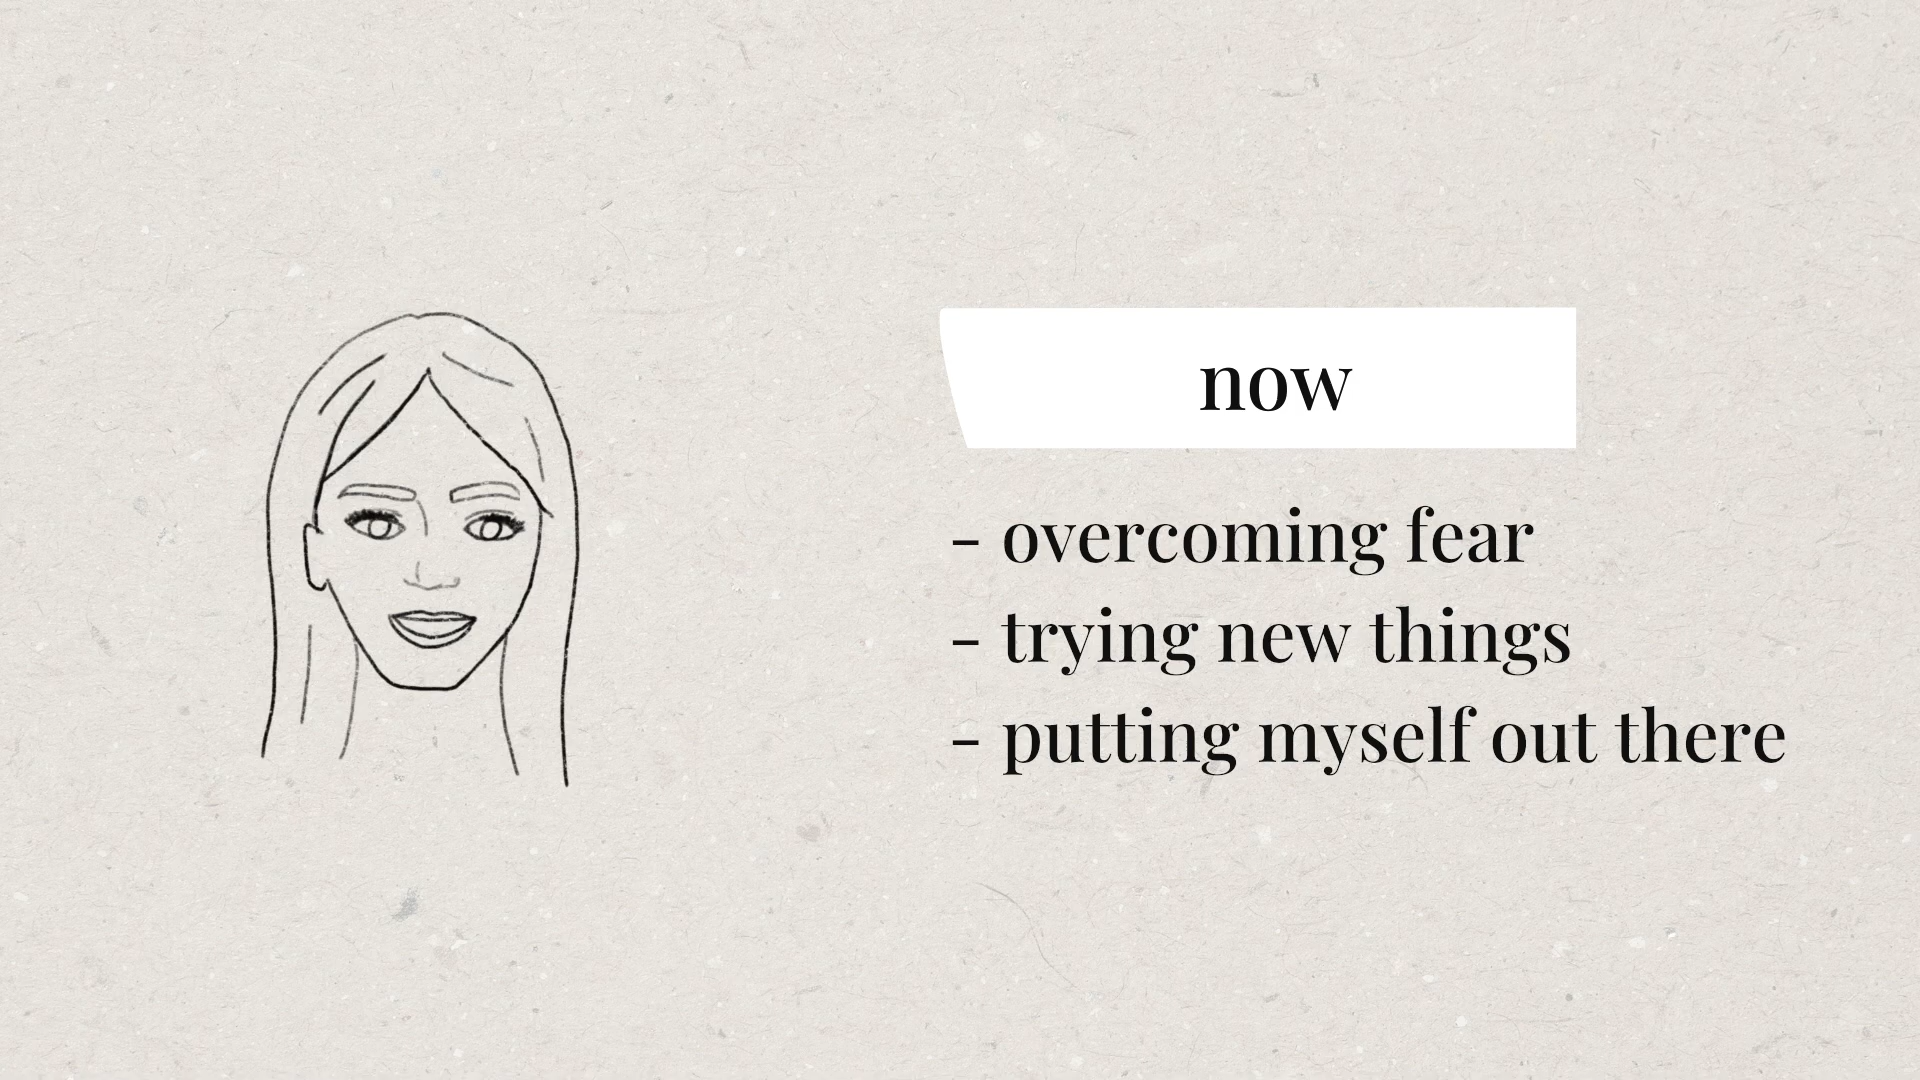 now
- overcoming fear
- trying new things
- putting myself out there